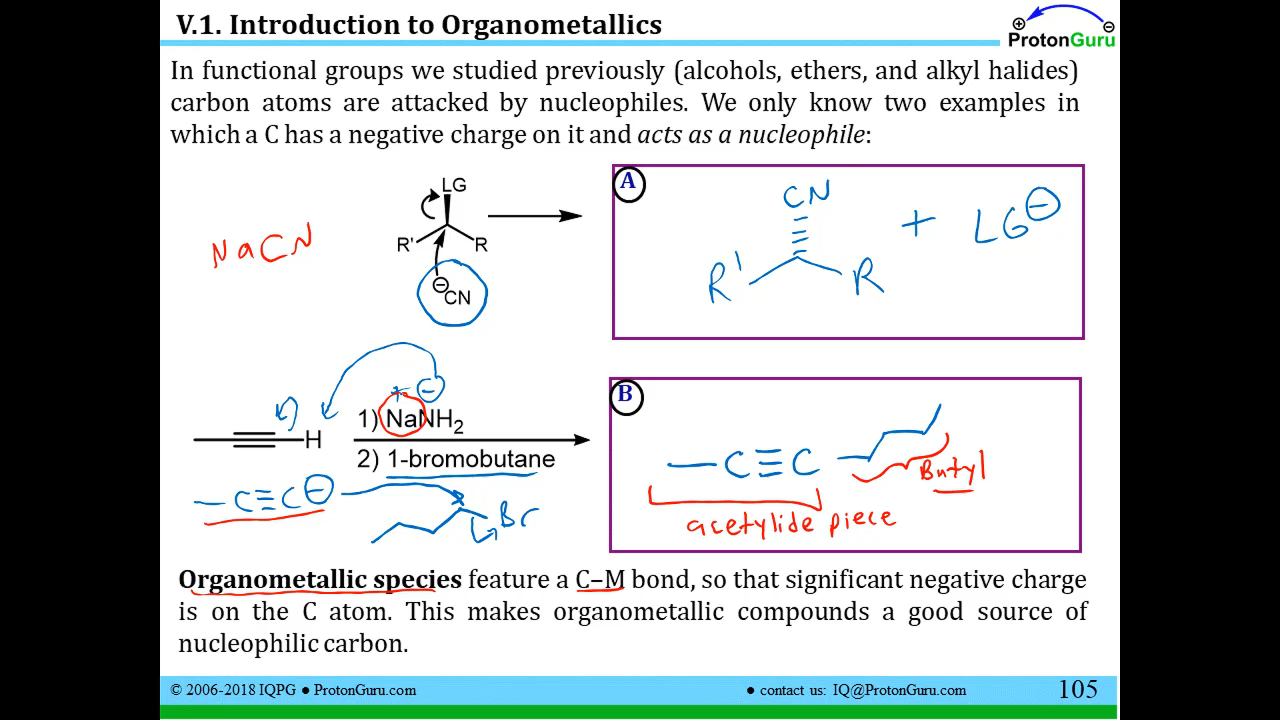 V.1. Introduction to Organometallics
⊕ ⊖
ProtonGuru
In functional groups we studied previously (alcohols, ethers, and alkyl halides)
carbon atoms are attacked by nucleophiles. We only know two examples in
which a C has a negative charge on it and acts as a nucleophile:
NaCN
LG
R' R
⊖CN
A
CN
R' R + LG⊖
+ ⊖
H
1) NaNH2
2) 1-bromobutane
–C≡C⊖
Br
B
–C≡C
Butyl
acetylide piece
Organometallic species feature a C–M bond, so that significant negative charge
is on the C atom. This makes organometallic compounds a good source of
nucleophilic carbon.
© 2006-2018 IQPG ● ProtonGuru.com
● contact us: IQ@ProtonGuru.com
105